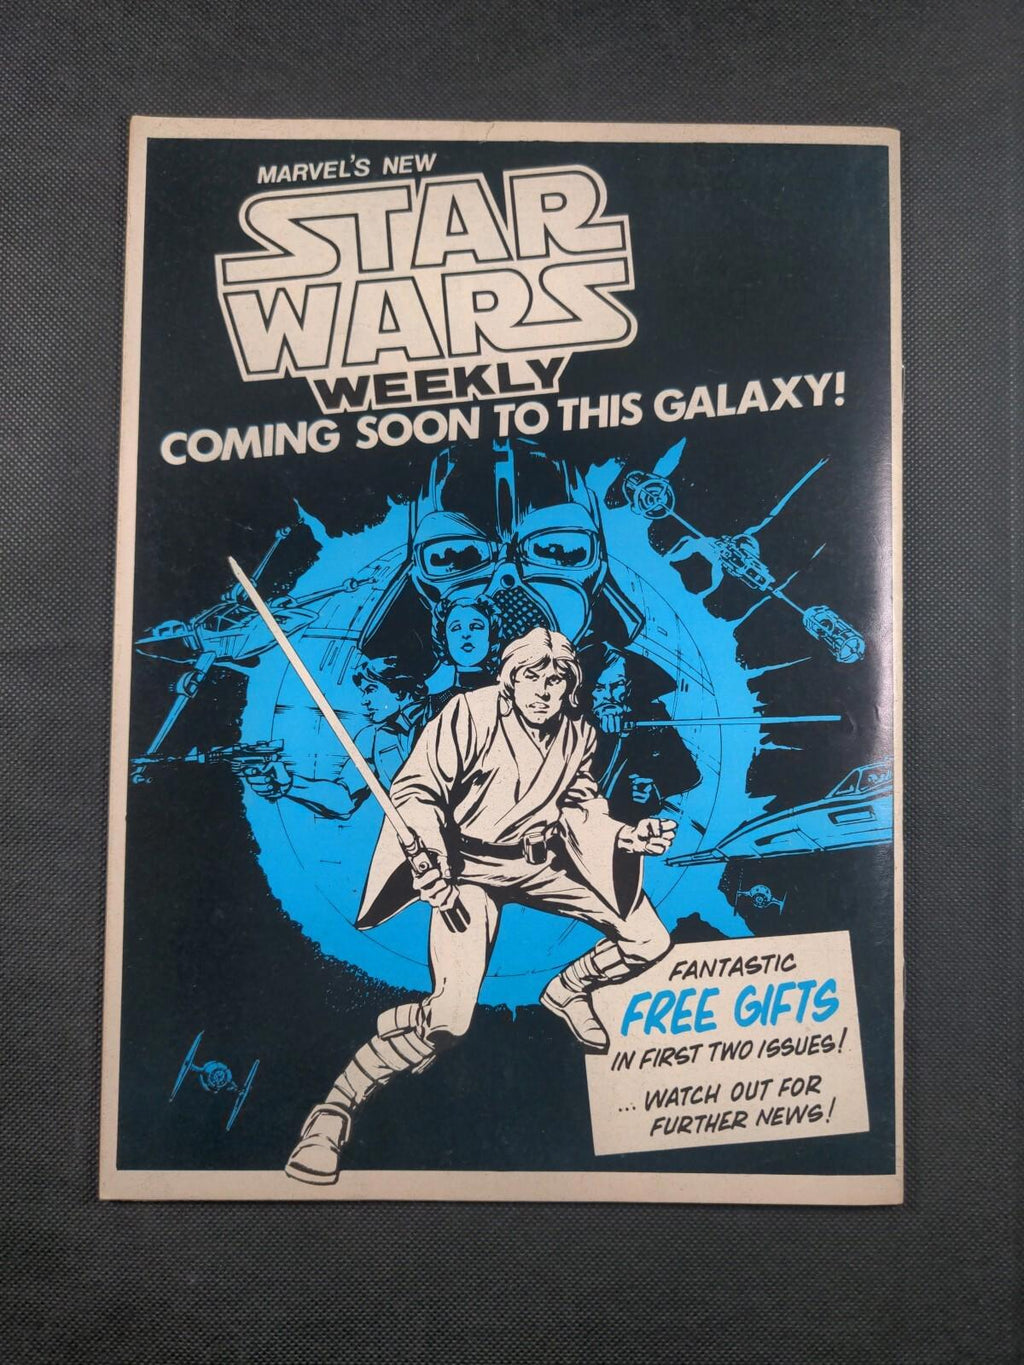 MARVEL'S NEW
STAR
WARS
WEEKLY
COMING SOON TO THIS GALAXY!
FANTASTIC
FREE GIFTS
IN FIRST TWO ISSUES!
... WATCH OUT FOR
FURTHER NEWS!